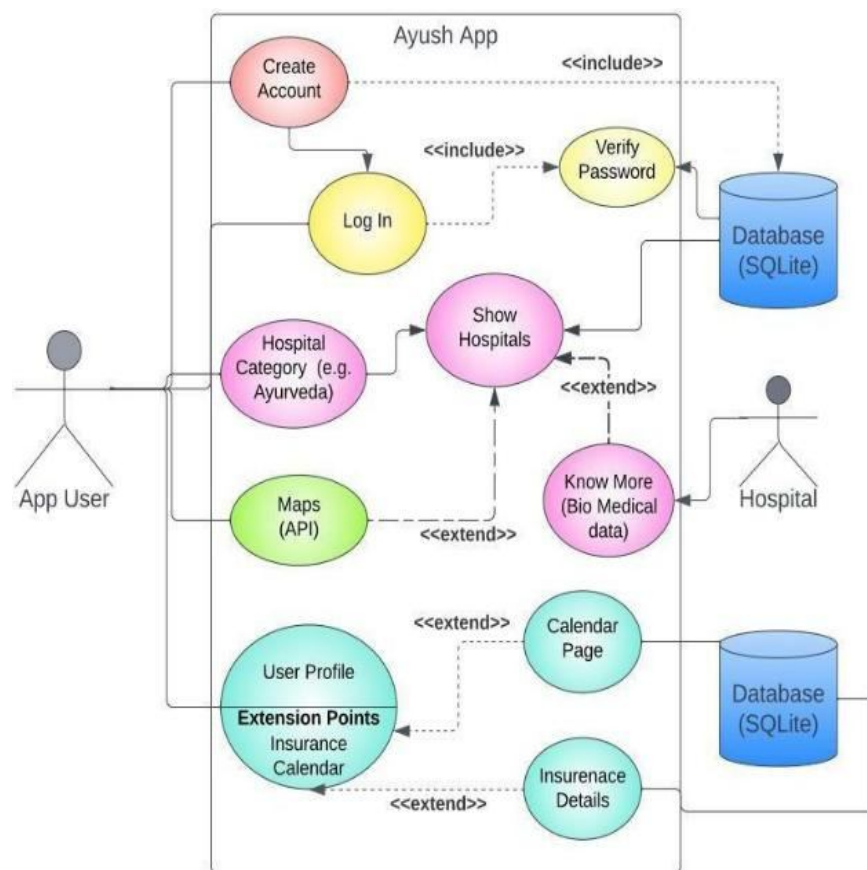 Ayush App
Create
Account
<<include>>
<<include>>
Verify
Password
Log In
Database
(SQLite)
Show
Hospitals
Hospital
Category (e.g.
Ayurveda)
<<extend>>
App User
Maps
(API)
<<extend>>
Know More
(Bio Medical
data)
Hospital
<<extend>>
Calendar
Page
User Profile
Extension Points
Insurance
Calendar
Database
(SQLite)
<<extend>>
Insurenace
Details